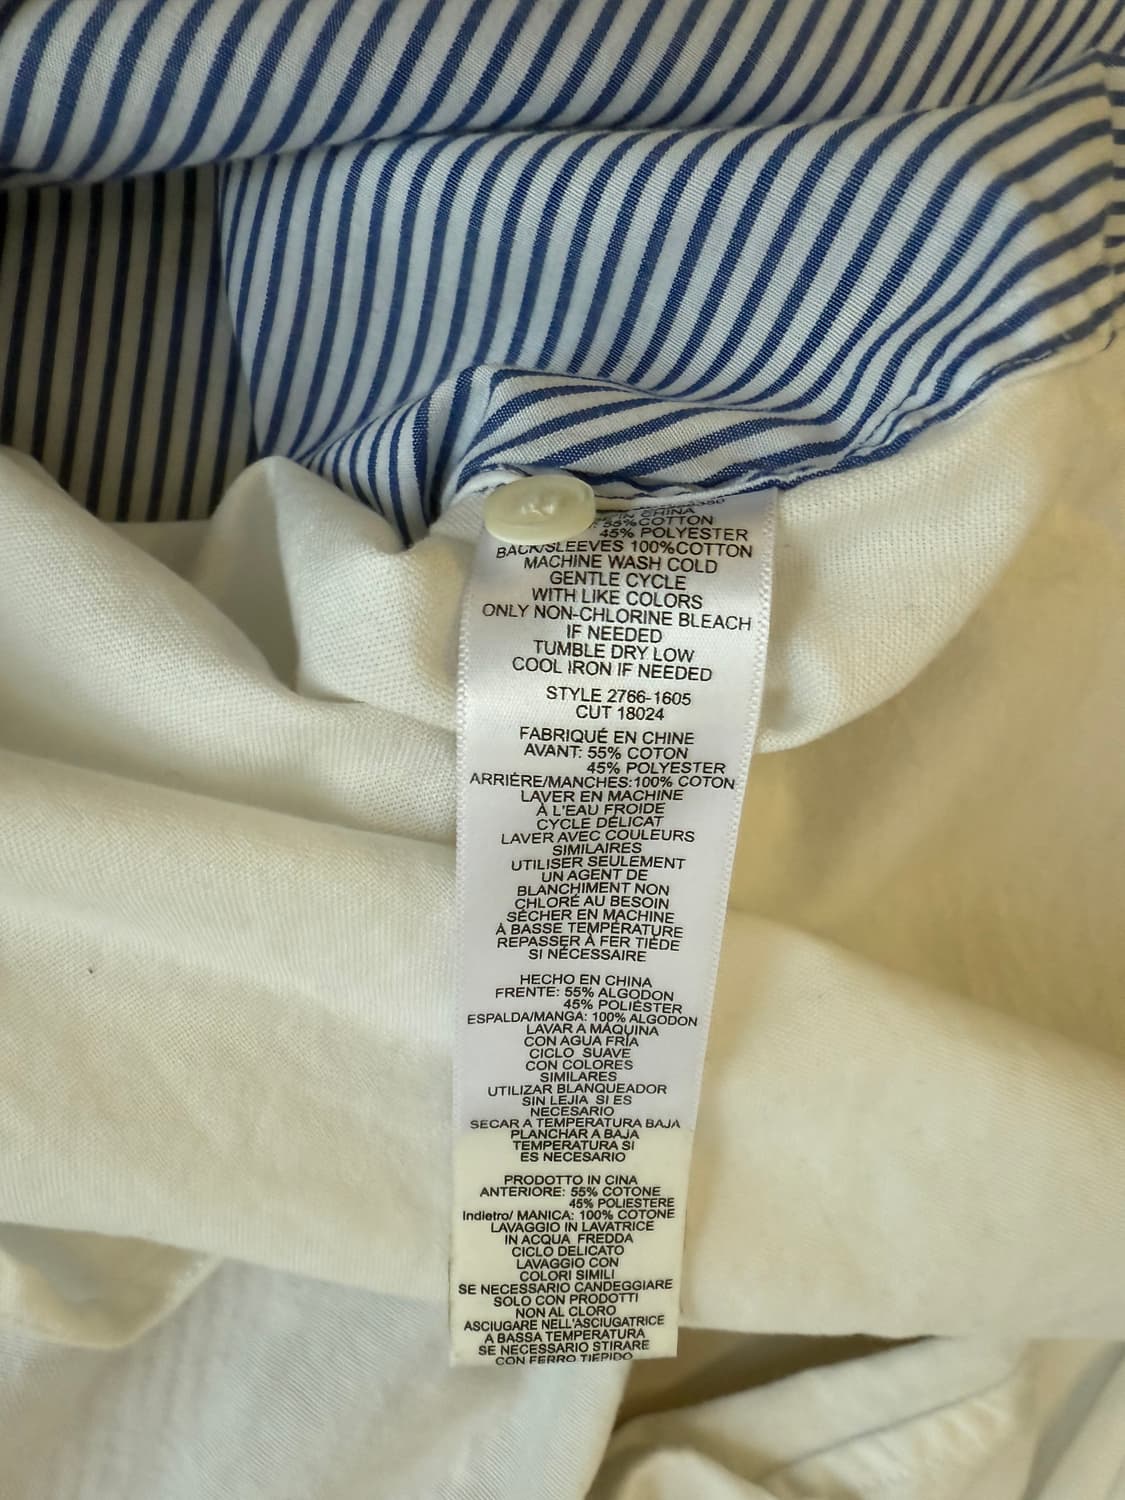 IN CHINA
55%COTTON
45% POLYESTER
BACK/SLEEVES 100%COTTON
MACHINE WASH COLD
GENTLE CYCLE
WITH LIKE COLORS
ONLY NON-CHLORINE BLEACH
IF NEEDED
TUMBLE DRY LOW
COOL IRON IF NEEDED
STYLE 2766-1605
CUT 18024
FABRIQUÉ EN CHINE
AVANT: 55% COTON
45% POLYESTER
ARRIÈRE/MANCHES:100% COTON
LAVER EN MACHINE
À L'EAU FROIDE
CYCLE DÉLICAT
LAVER AVEC COULEURS
SIMILAIRES
UTILISER SEULEMENT
UN AGENT DE
BLANCHIMENT NON
CHLORÉ AU BESOIN
SÉCHER EN MACHINE
À BASSE TEMPÉRATURE
REPASSER À FER TIÈDE
SI NÉCESSAIRE
HECHO EN CHINA
FRENTE: 55% ALGODON
45% POLIÉSTER
ESPALDA/MANGA: 100% ALGODON
LAVAR A MÁQUINA
CON AGUA FRÍA
CICLO SUAVE
CON COLORES
SIMILARES
UTILIZAR BLANQUEADOR
SIN LEJIA SI ES
NECESARIO
SECAR A TEMPERATURA BAJA
PLANCHAR A BAJA
TEMPERATURA SI
ES NECESARIO
PRODOTTO IN CINA
ANTERIORE: 55% COTONE
45% POLIESTERE
Indietro/ MANICA: 100% COTONE
LAVAGGIO IN LAVATRICE
IN ACQUA FREDDA
CICLO DELICATO
LAVAGGIO CON
COLORI SIMILI
SE NECESSARIO CANDEGGIARE
SOLO CON PRODOTTI
NON AL CLORO
ASCIUGARE NELL'ASCIUGATRICE
A BASSA TEMPERATURA
SE NECESSARIO STIRARE
CON FERRO TIEPIDO